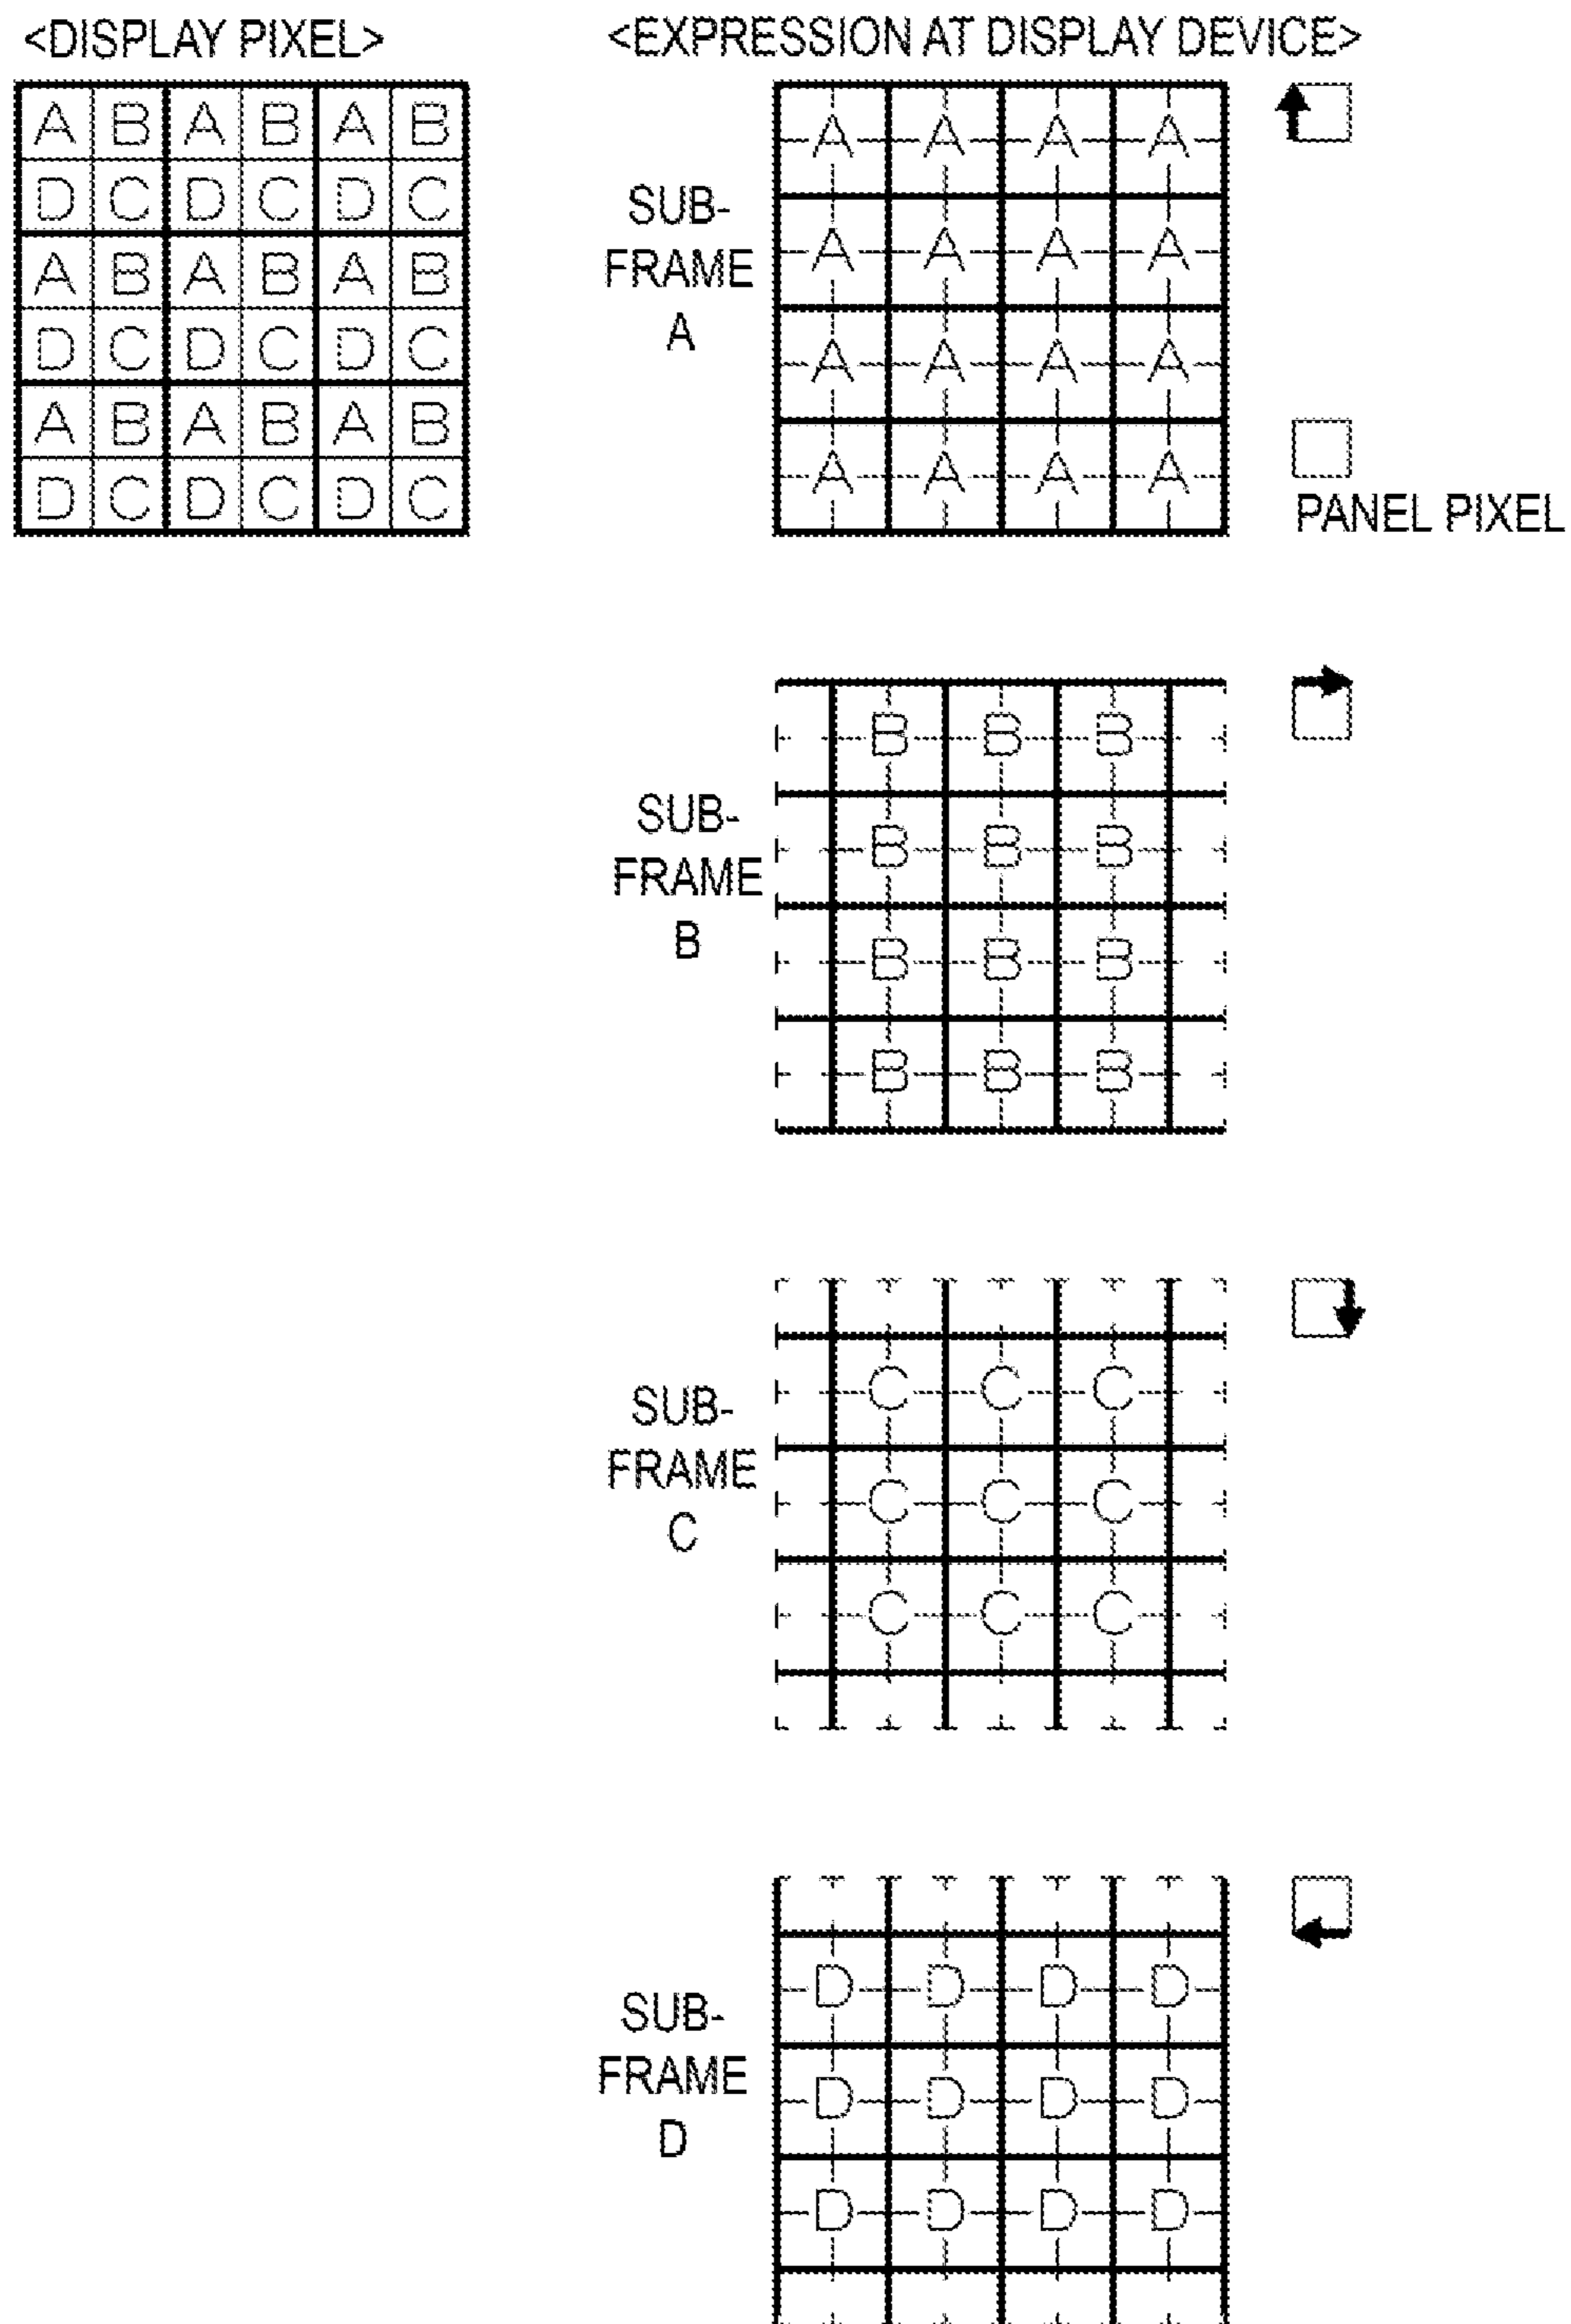 <DISPLAY PIXEL>
A B A B A B
D C D C D C
A B A B A B
D C D C D C
A B A B A B
D C D C D C
<EXPRESSION AT DISPLAY DEVICE>
SUB-
FRAME
A
A A A A
A A A A
A A A A
A A A A
PANEL PIXEL
SUB-
FRAME
B
B B B
B B B
B B B
B B B
SUB-
FRAME
C
C C C
C C C
C C C
SUB-
FRAME
D
D D D D
D D D D
D D D D